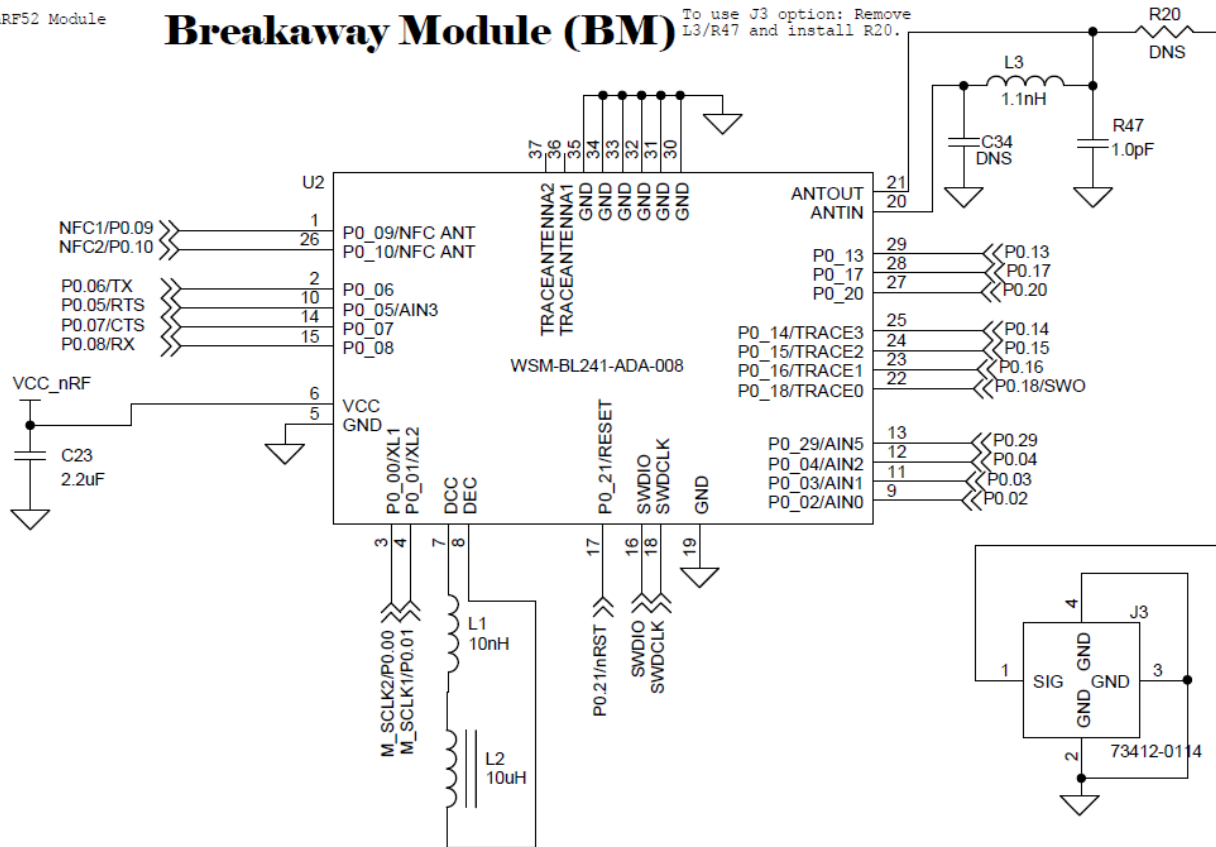 RF52 Module
Breakaway Module (BM)
To use J3 option: Remove
L3/R47 and install R20.
R20
DNS
L3
1.1nH
C34
DNS
R47
1.0pF
U2
37
36
35
34
33
32
31
30
TRACEANTENNA2
TRACEANTENNA1
GND
GND
GND
GND
GND
GND
ANTOUT 21
ANTIN 20
NFC1/P0.09 1 P0_09/NFC ANT
NFC2/P0.10 26 P0_10/NFC ANT
P0.06/TX 2 P0_06
P0.05/RTS 10 P0_05/AIN3
P0.07/CTS 14 P0_07
P0.08/RX 15 P0_08
P0_13 29 P0.13
P0_17 28 P0.17
P0_20 27 P0.20
P0_14/TRACE3 25 P0.14
P0_15/TRACE2 24 P0.15
P0_16/TRACE1 23 P0.16
P0_18/TRACE0 22 P0.18/SWO
WSM-BL241-ADA-008
VCC_nRF
6 VCC
5 GND
C23
2.2uF
P0_29/AIN5 13 P0.29
P0_04/AIN2 12 P0.04
P0_03/AIN1 11 P0.03
P0_02/AIN0 9 P0.02
P0_00/XL1
P0_01/XL2
DCC
DEC
P0_21/RESET
SWDIO
SWDCLK
GND
3
4
7
8
17
16
18
19
M_SCLK2/P0.00
M_SCLK1/P0.01
L1
10nH
L2
10uH
P0.21/nRST
SWDIO
SWDCLK
4
J3
1
SIG
GND
GND
GND
3
2
73412-0114